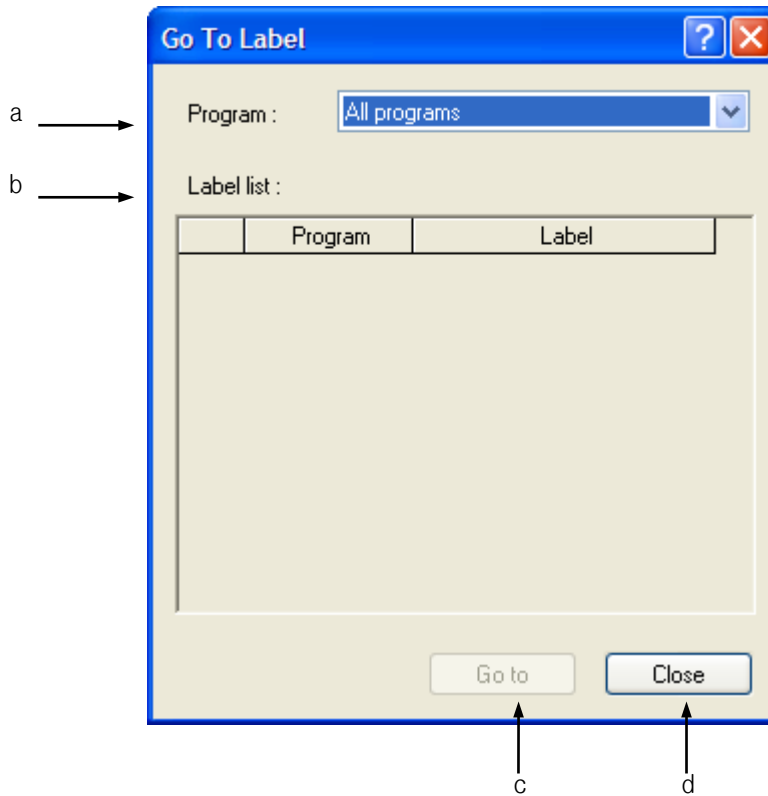 Go To Label
a
Program :
All programs
b
Label list :
Program
Label
Go to
Close
c
d